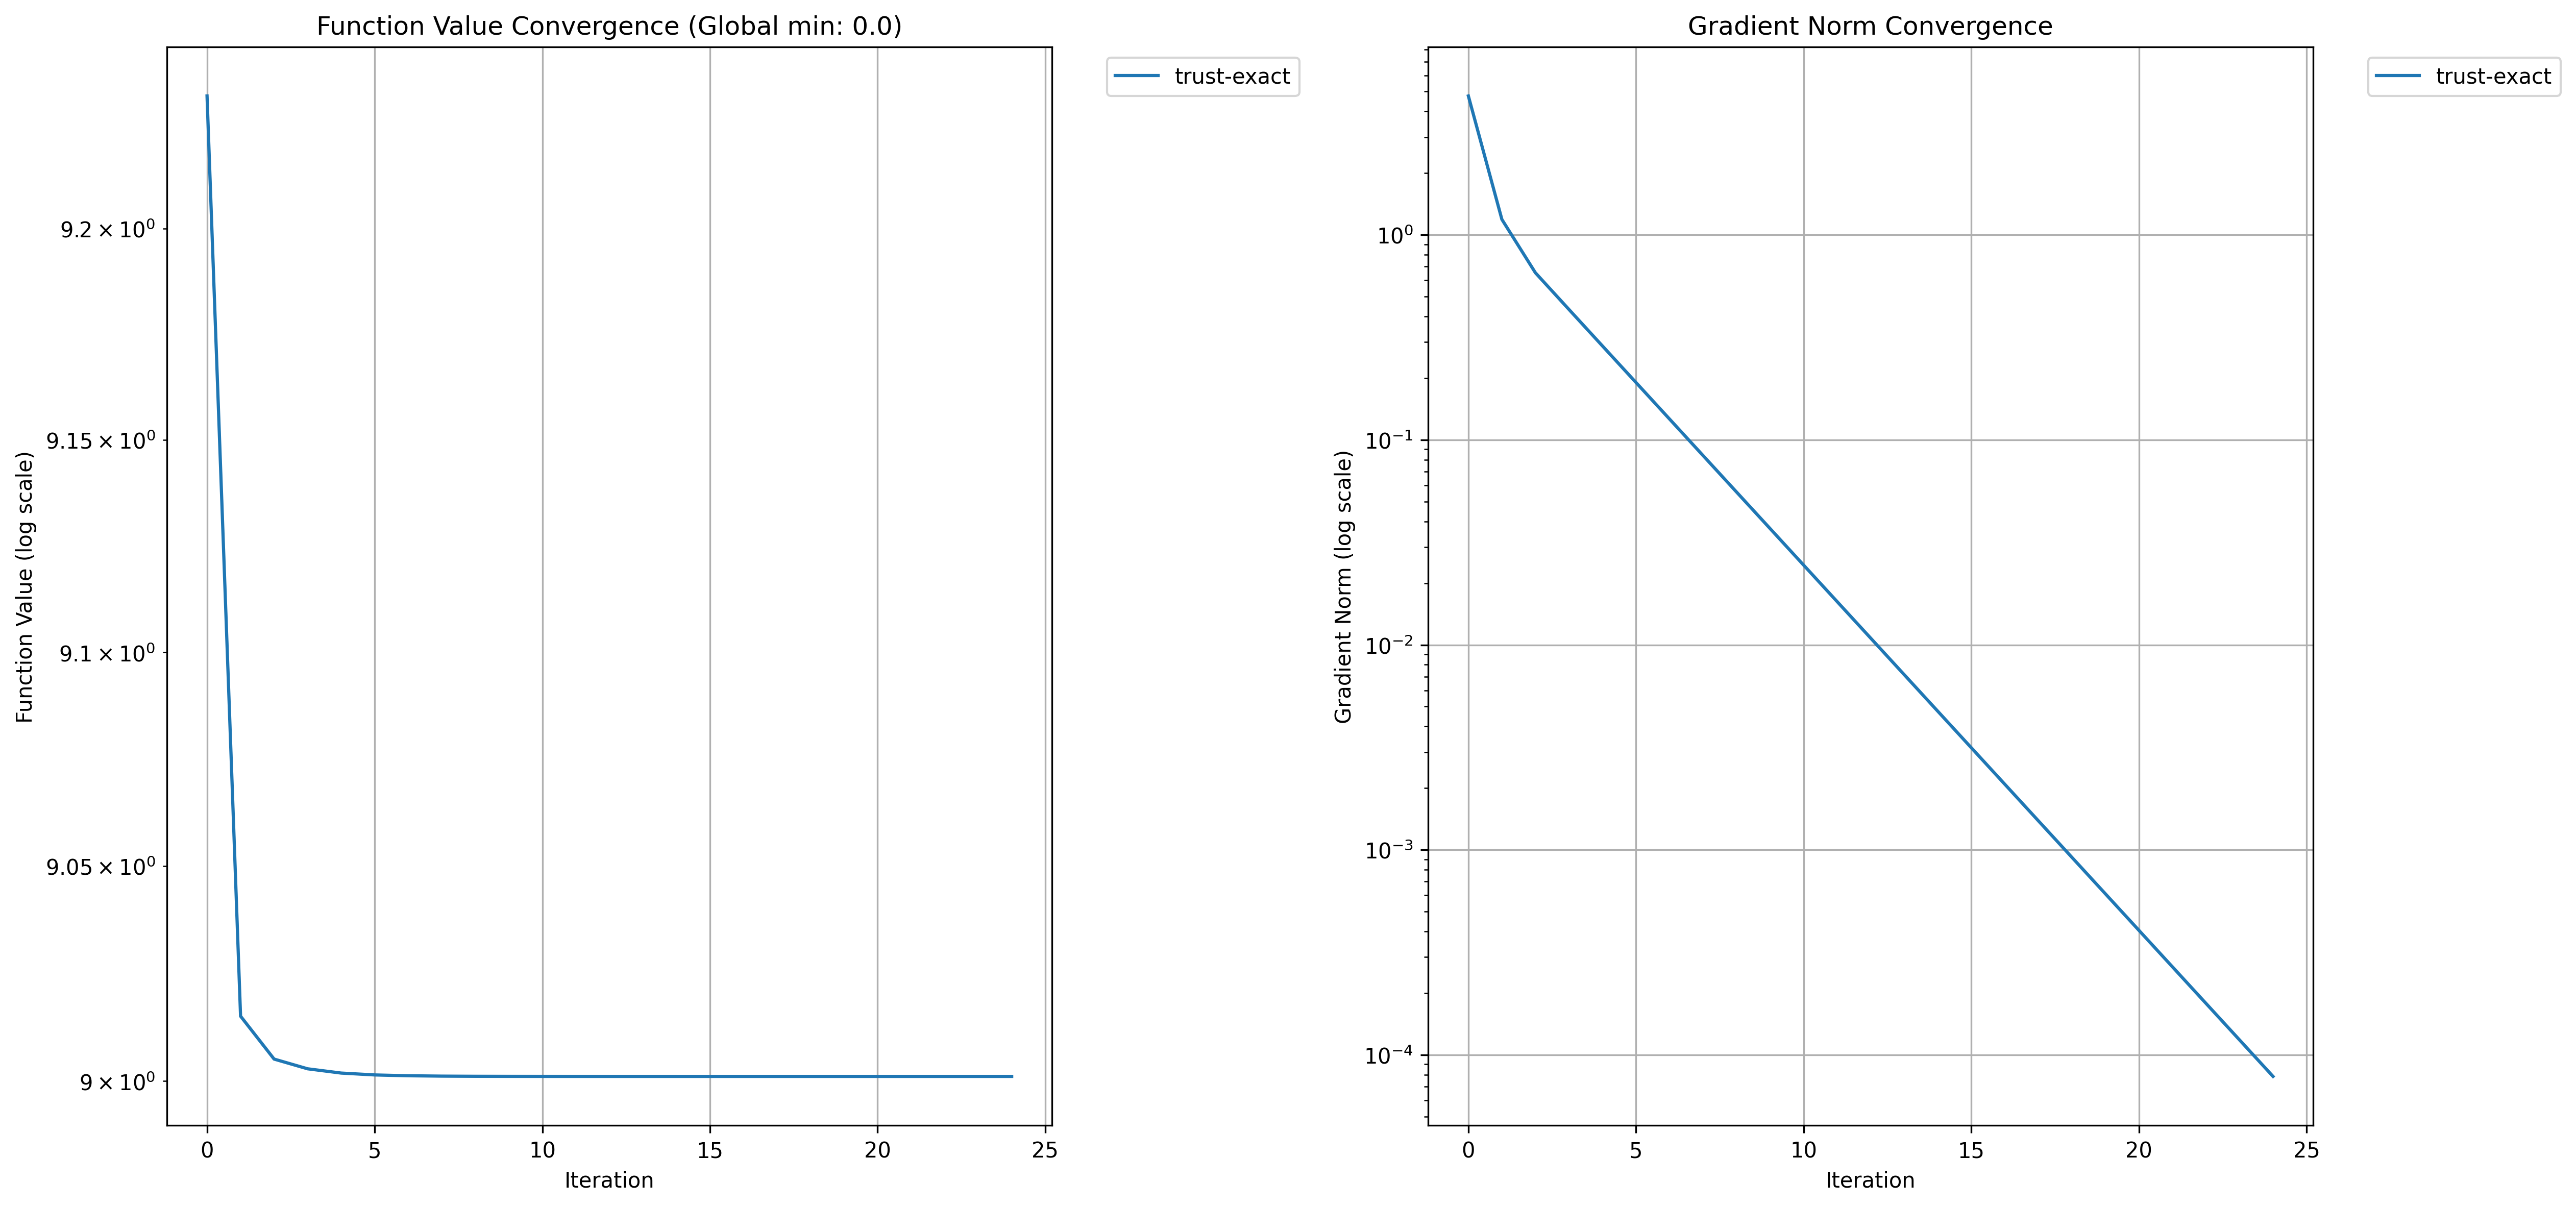 Function Value Convergence (Global min: 0.0)
Function Value (log scale)
9.2 × 10⁰
9.15 × 10⁰
9.1 × 10⁰
9.05 × 10⁰
9 × 10⁰
0 5 10 15 20 25
Iteration
trust-exact
Gradient Norm Convergence
Gradient Norm (log scale)
10⁰
10⁻¹
10⁻²
10⁻³
10⁻⁴
0 5 10 15 20 25
Iteration
trust-exact